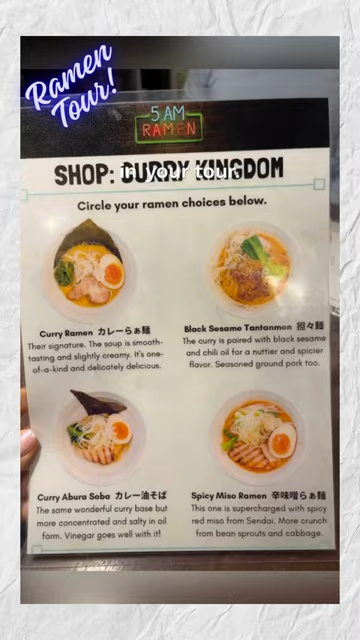 Ramen
Tour!
5 AM
RAMEN
SHOP: CURRY KINGDOM
in your tour.
Circle your ramen choices below.
Curry Ramen カレーらぁ麺
Their signature. The soup is smooth-
tasting and slightly creamy. It's one-
of-a-kind and delicately delicious.
Black Sesame Tantanmen 担々麺
The curry is paired with black sesame
and chili oil for a nuttier and spicier
flavor. Seasoned ground pork too.
Curry Abura Soba カレー油そば
The same wonderful curry base but
more concentrated and salty in oil
form. Vinegar goes well with it!
Spicy Miso Ramen 辛味噌らぁ麺
This one is supercharged with spicy
red miso from Sendai. More crunch
from bean sprouts and cabbage.